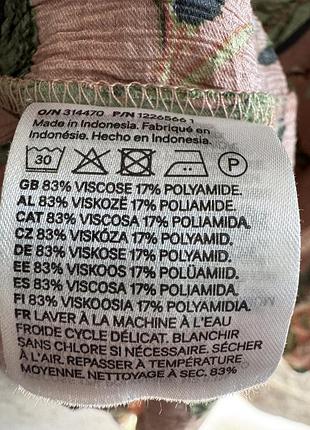 O/N 314470 P/N 1226566 1
Made in Indonesia. Fabriqué en
Indonésie. Hecho en Indonesia.
30 P
GB 83% VISCOSE 17% POLYAMIDE.
AL 83% VISKOZË 17% POLIAMIDE.
CAT 83% VISCOSA 17% POLIAMIDA.
CZ 83% VISKÓZA 17% POLYAMID.
DE 83% VISKOSE 17% POLYAMID.
EE 83% VISKOOS 17% POLÜAMIID.
ES 83% VISCOSA 17% POLIAMIDA.
FI 83% VISKOOSIA 17% POLYAMIDIA.
FR LAVER À LA MACHINE À L'EAU
FROIDE CYCLE DÉLICAT. BLANCHIR
SANS CHLORE SI NÉCESSAIRE. SÉCHER
À L'AIR. REPASSER À TEMPÉRATURE
MOYENNE. NETTOYAGE À SEC. 83%